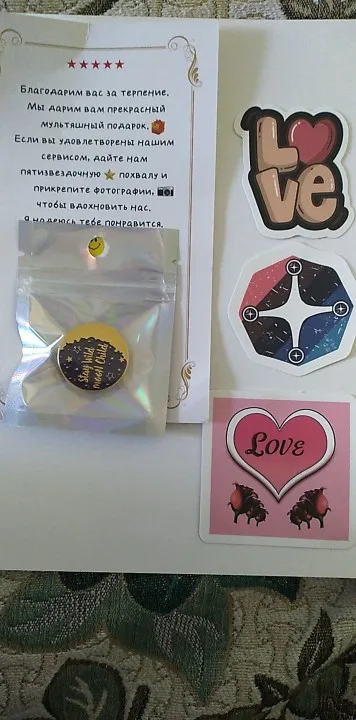 Благодарим вас за терпение.
Мы дарим вам прекрасный
мультяшный подарок.
Если вы удовлетворены нашим
сервисом, дайте нам
пятизвездочную похвалу и
прикрепите фотографии,
чтобы вдохновить нас.
Я надеюсь тебе понравится.
Stay Wild
Moon Child
Love
Love